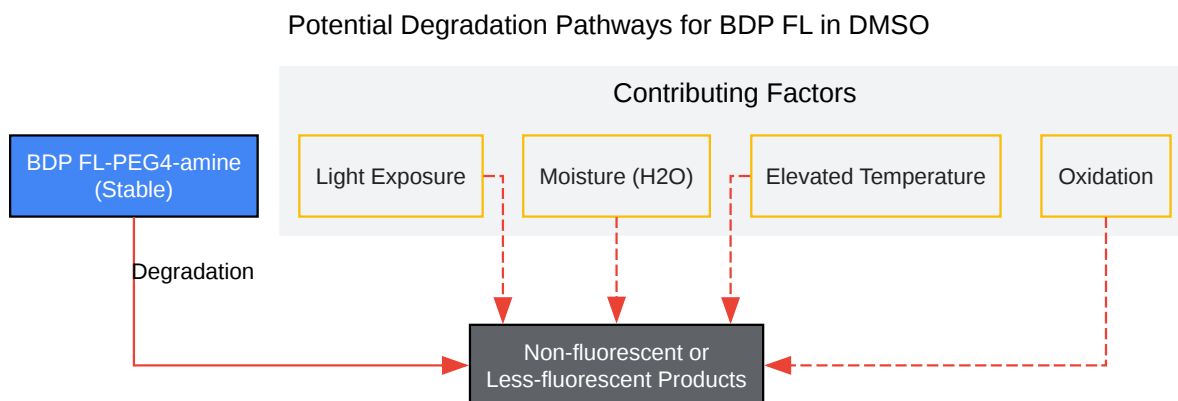 Potential Degradation Pathways for BDP FL in DMSO
Contributing Factors
BDP FL-PEG4-amine
(Stable)
Light Exposure
Moisture (H2O)
Elevated Temperature
Oxidation
Degradation
Non-fluorescent or
Less-fluorescent Products